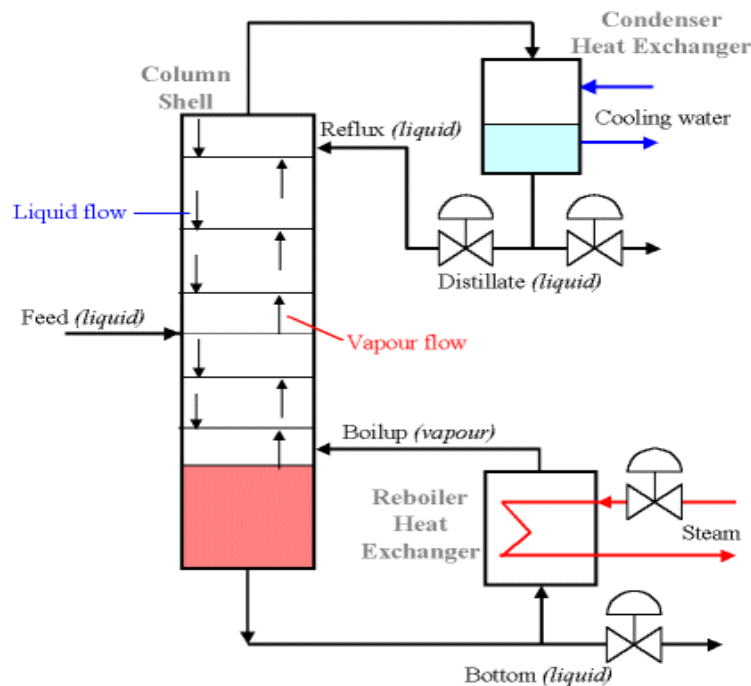 Condenser
Heat Exchanger
Column
Shell
Reflux (liquid)
Cooling water
Liquid flow
Distillate (liquid)
Feed (liquid)
Vapour flow
Boilup (vapour)
Reboiler
Heat
Exchanger
Steam
Bottom (liquid)